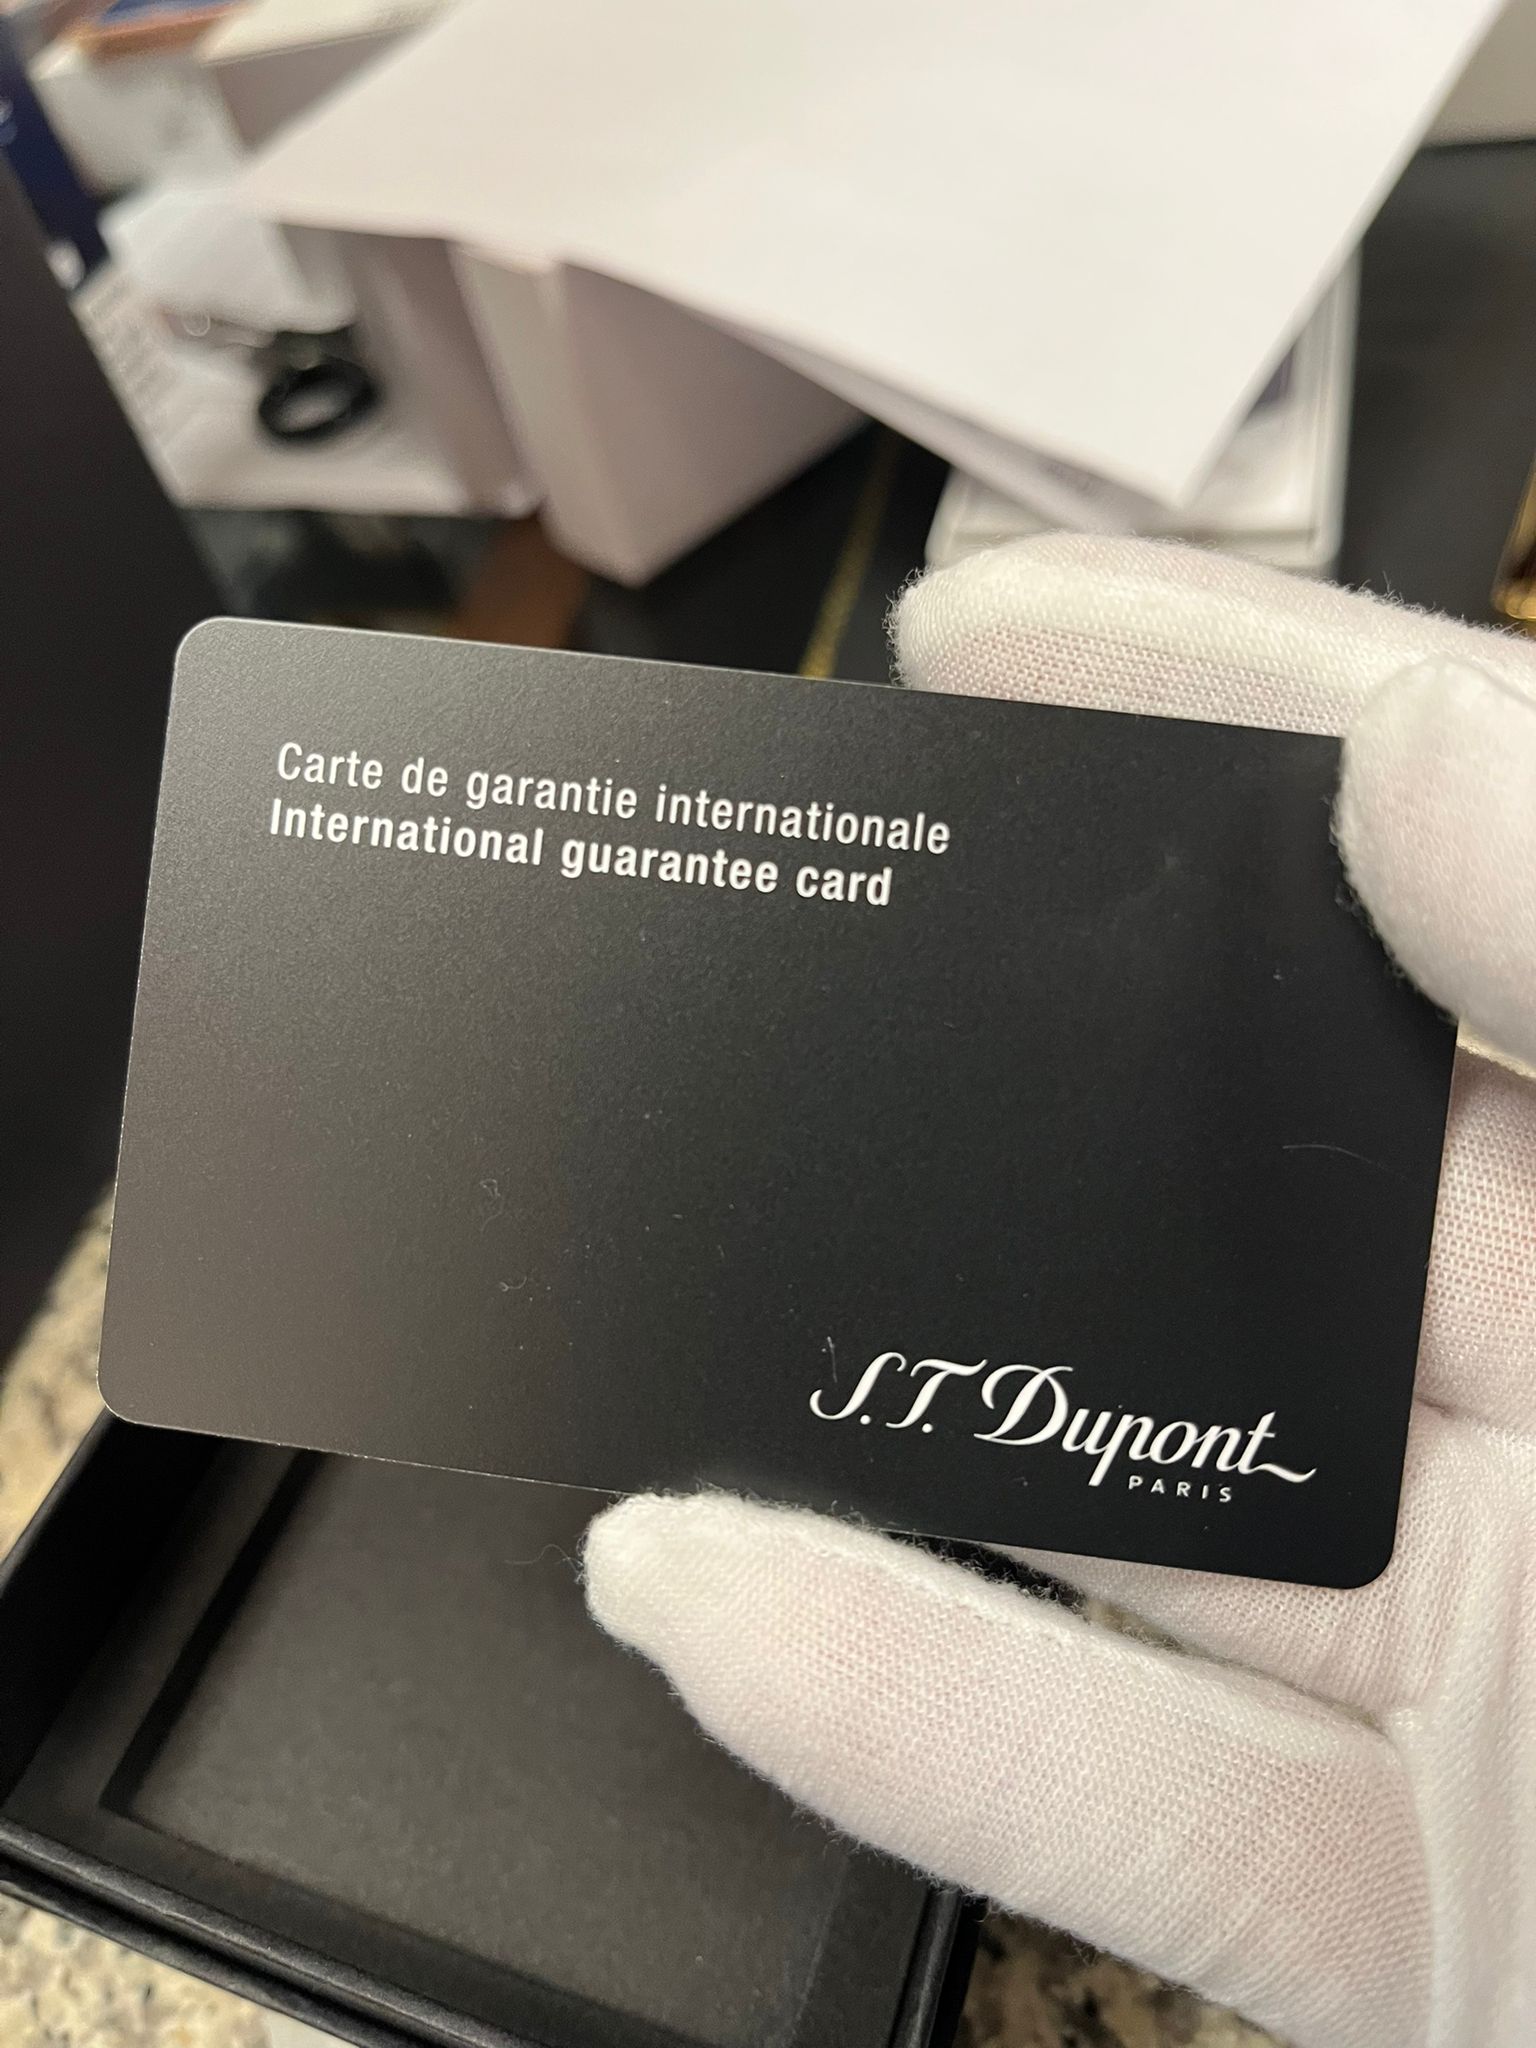 Carte de garantie internationale
International guarantee card
S.T. Dupont
PARIS